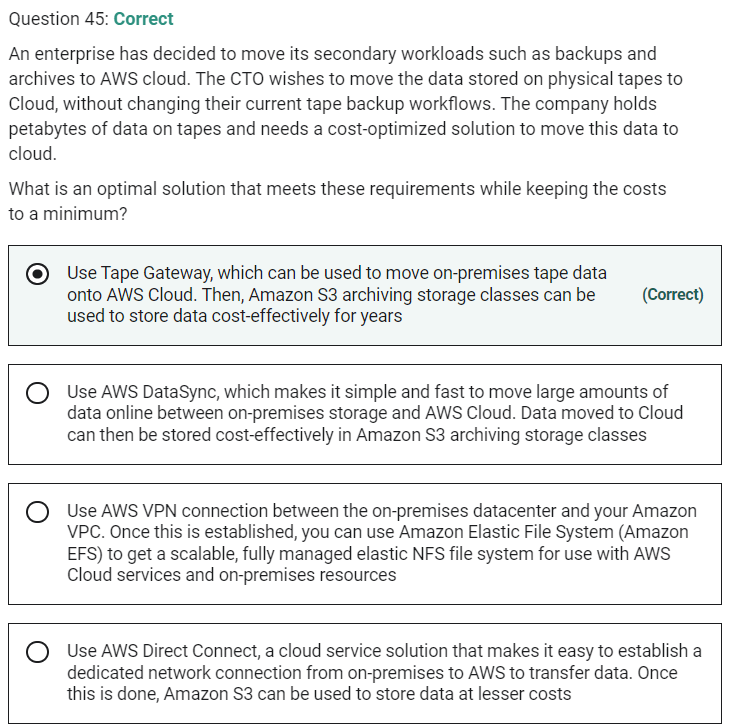 Question 45: Correct
An enterprise has decided to move its secondary workloads such as backups and
archives to AWS cloud. The CTO wishes to move the data stored on physical tapes to
Cloud, without changing their current tape backup workflows. The company holds
petabytes of data on tapes and needs a cost-optimized solution to move this data to
cloud.
What is an optimal solution that meets these requirements while keeping the costs
to a minimum?
Use Tape Gateway, which can be used to move on-premises tape data
onto AWS Cloud. Then, Amazon S3 archiving storage classes can be
used to store data cost-effectively for years
(Correct)
Use AWS DataSync, which makes it simple and fast to move large amounts of
data online between on-premises storage and AWS Cloud. Data moved to Cloud
can then be stored cost-effectively in Amazon S3 archiving storage classes
Use AWS VPN connection between the on-premises datacenter and your Amazon
VPC. Once this is established, you can use Amazon Elastic File System (Amazon
EFS) to get a scalable, fully managed elastic NFS file system for use with AWS
Cloud services and on-premises resources
Use AWS Direct Connect, a cloud service solution that makes it easy to establish a
dedicated network connection from on-premises to AWS to transfer data. Once
this is done, Amazon S3 can be used to store data at lesser costs